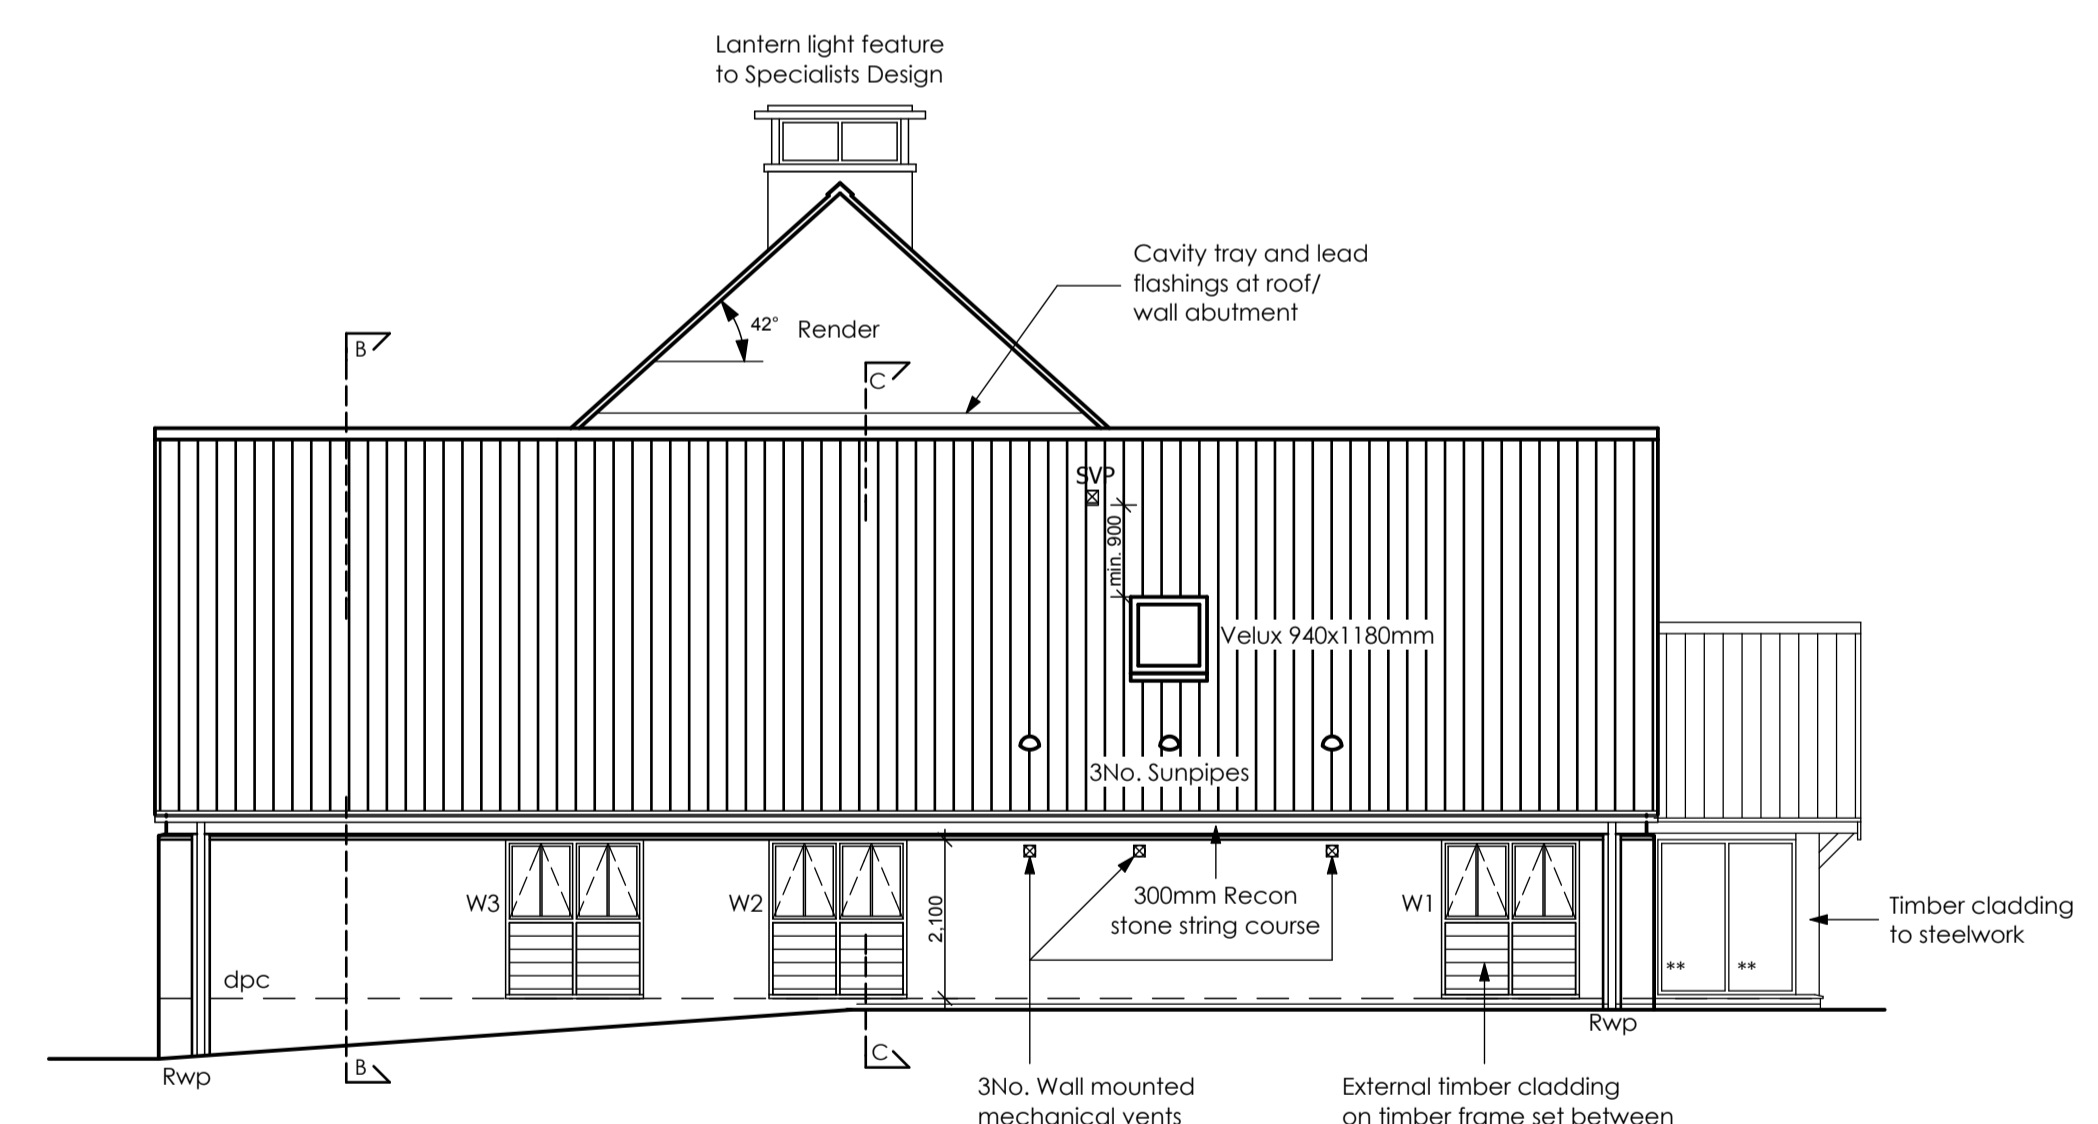 Lantern light feature
to Specialists Design
Cavity tray and lead
flashings at roof/
wall abutment
42°
Render
B
C
SVP
min. 900
Velux 940x1180mm
3No. Sunpipes
W3
W2
2,100
300mm Recon
stone string course
W1
Timber cladding
to steelwork
** **
dpc
Rwp
Rwp
B
C
3No. Wall mounted
mechanical vents
External timber cladding
on timber frame set between